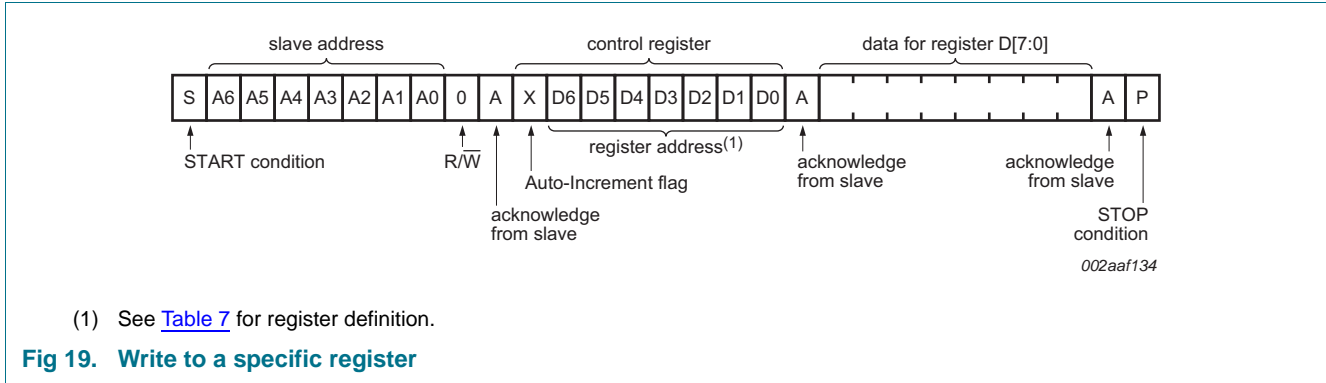 slave address control register data for register D[7:0]
S A6 A5 A4 A3 A2 A1 A0 0 A X D6 D5 D4 D3 D2 D1 D0 A A P
START condition R/W̅ register address(1) acknowledge from slave acknowledge from slave
Auto-Increment flag
acknowledge from slave STOP condition
002aaf134
(1) See Table 7 for register definition.
Fig 19. Write to a specific register